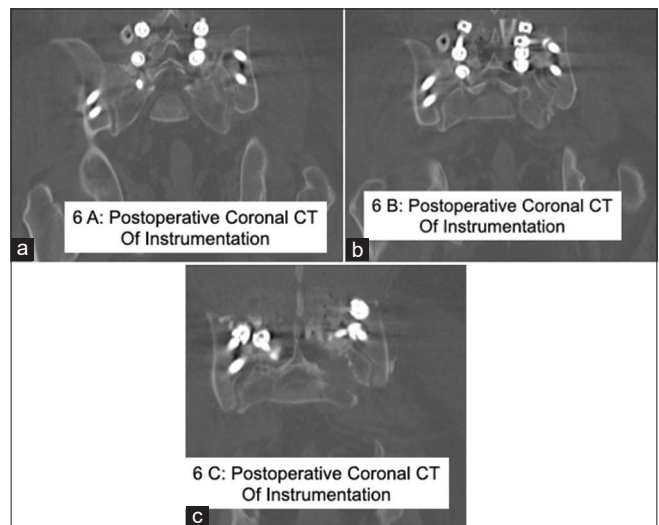 6 A: Postoperative Coronal CT
Of Instrumentation
a
6 B: Postoperative Coronal CT
Of Instrumentation
b
6 C: Postoperative Coronal CT
Of Instrumentation
c